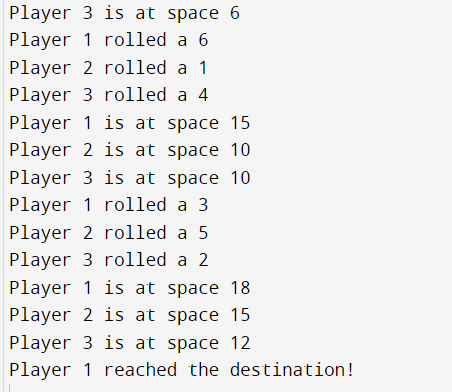 Player 3 is at space 6
Player 1 rolled a 6
Player 2 rolled a 1
Player 3 rolled a 4
Player 1 is at space 15
Player 2 is at space 10
Player 3 is at space 10
Player 1 rolled a 3
Player 2 rolled a 5
Player 3 rolled a 2
Player 1 is at space 18
Player 2 is at space 15
Player 3 is at space 12
Player 1 reached the destination!